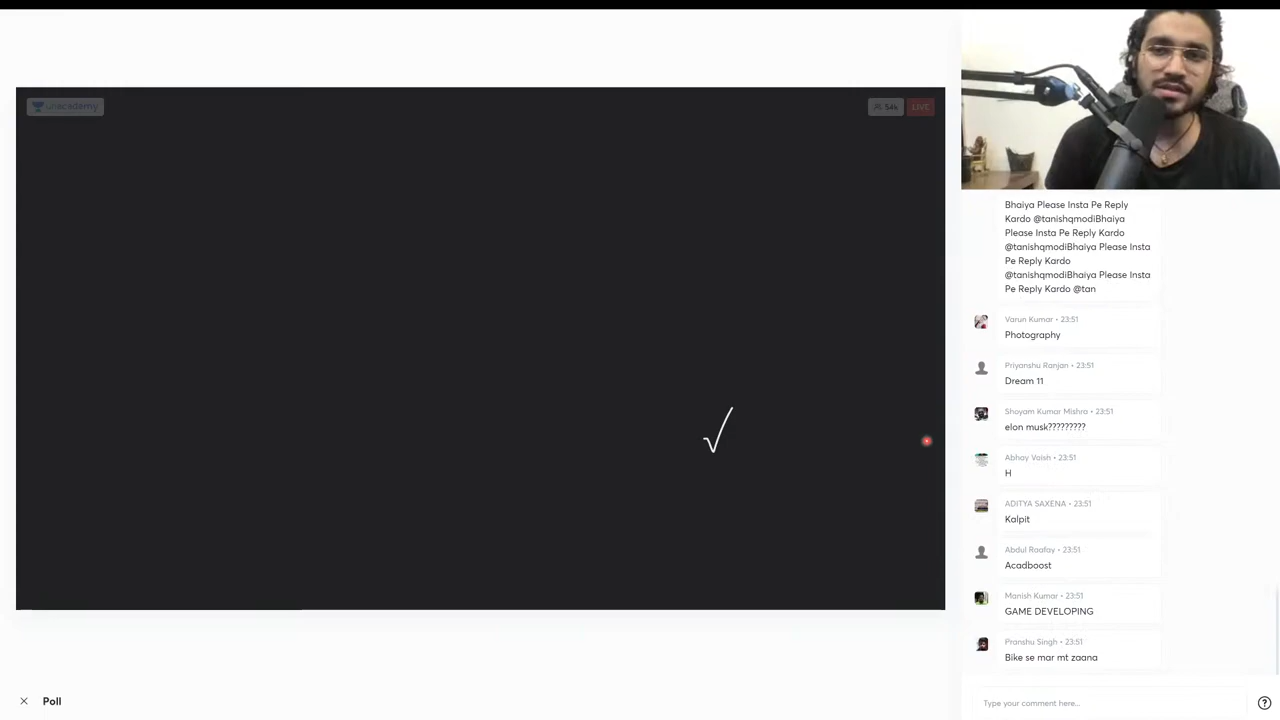 unacademy
54k
LIVE
√
Bhaiya Please Insta Pe Reply
Kardo @tanishqmodiBhaiya
Please Insta Pe Reply Kardo
@tanishqmodiBhaiya Please Insta
Pe Reply Kardo
@tanishqmodiBhaiya Please Insta
Pe Reply Kardo @tan
Varun Kumar • 23:51
Photography
Priyanshu Ranjan • 23:51
Dream 11
Shoyam Kumar Mishra • 23:51
elon musk?????????
Abhay Vaish • 23:51
H
ADITYA SAXENA • 23:51
Kalpit
Abdul Raafay • 23:51
Acadboost
Manish Kumar • 23:51
GAME DEVELOPING
Pranshu Singh • 23:51
Bike se mar mt zaana
Poll
Type your comment here...
?